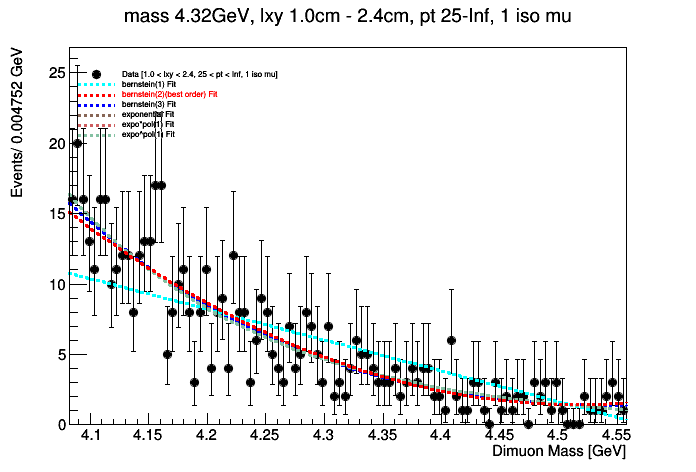 mass 4.32GeV, lxy 1.0cm - 2.4cm, pt 25-Inf, 1 iso mu
Events/ 0.004752 GeV
25
20
15
10
5
0
Data [1.0 < lxy < 2.4, 25 < pt < Inf, 1 iso mu]
bernstein(1) Fit
bernstein(2)(best order) Fit
bernstein(3) Fit
exponential Fit
expo*pol(1) Fit
expo*pol(1) Fit
4.1 4.15 4.2 4.25 4.3 4.35 4.4 4.45 4.5 4.55
Dimuon Mass [GeV]